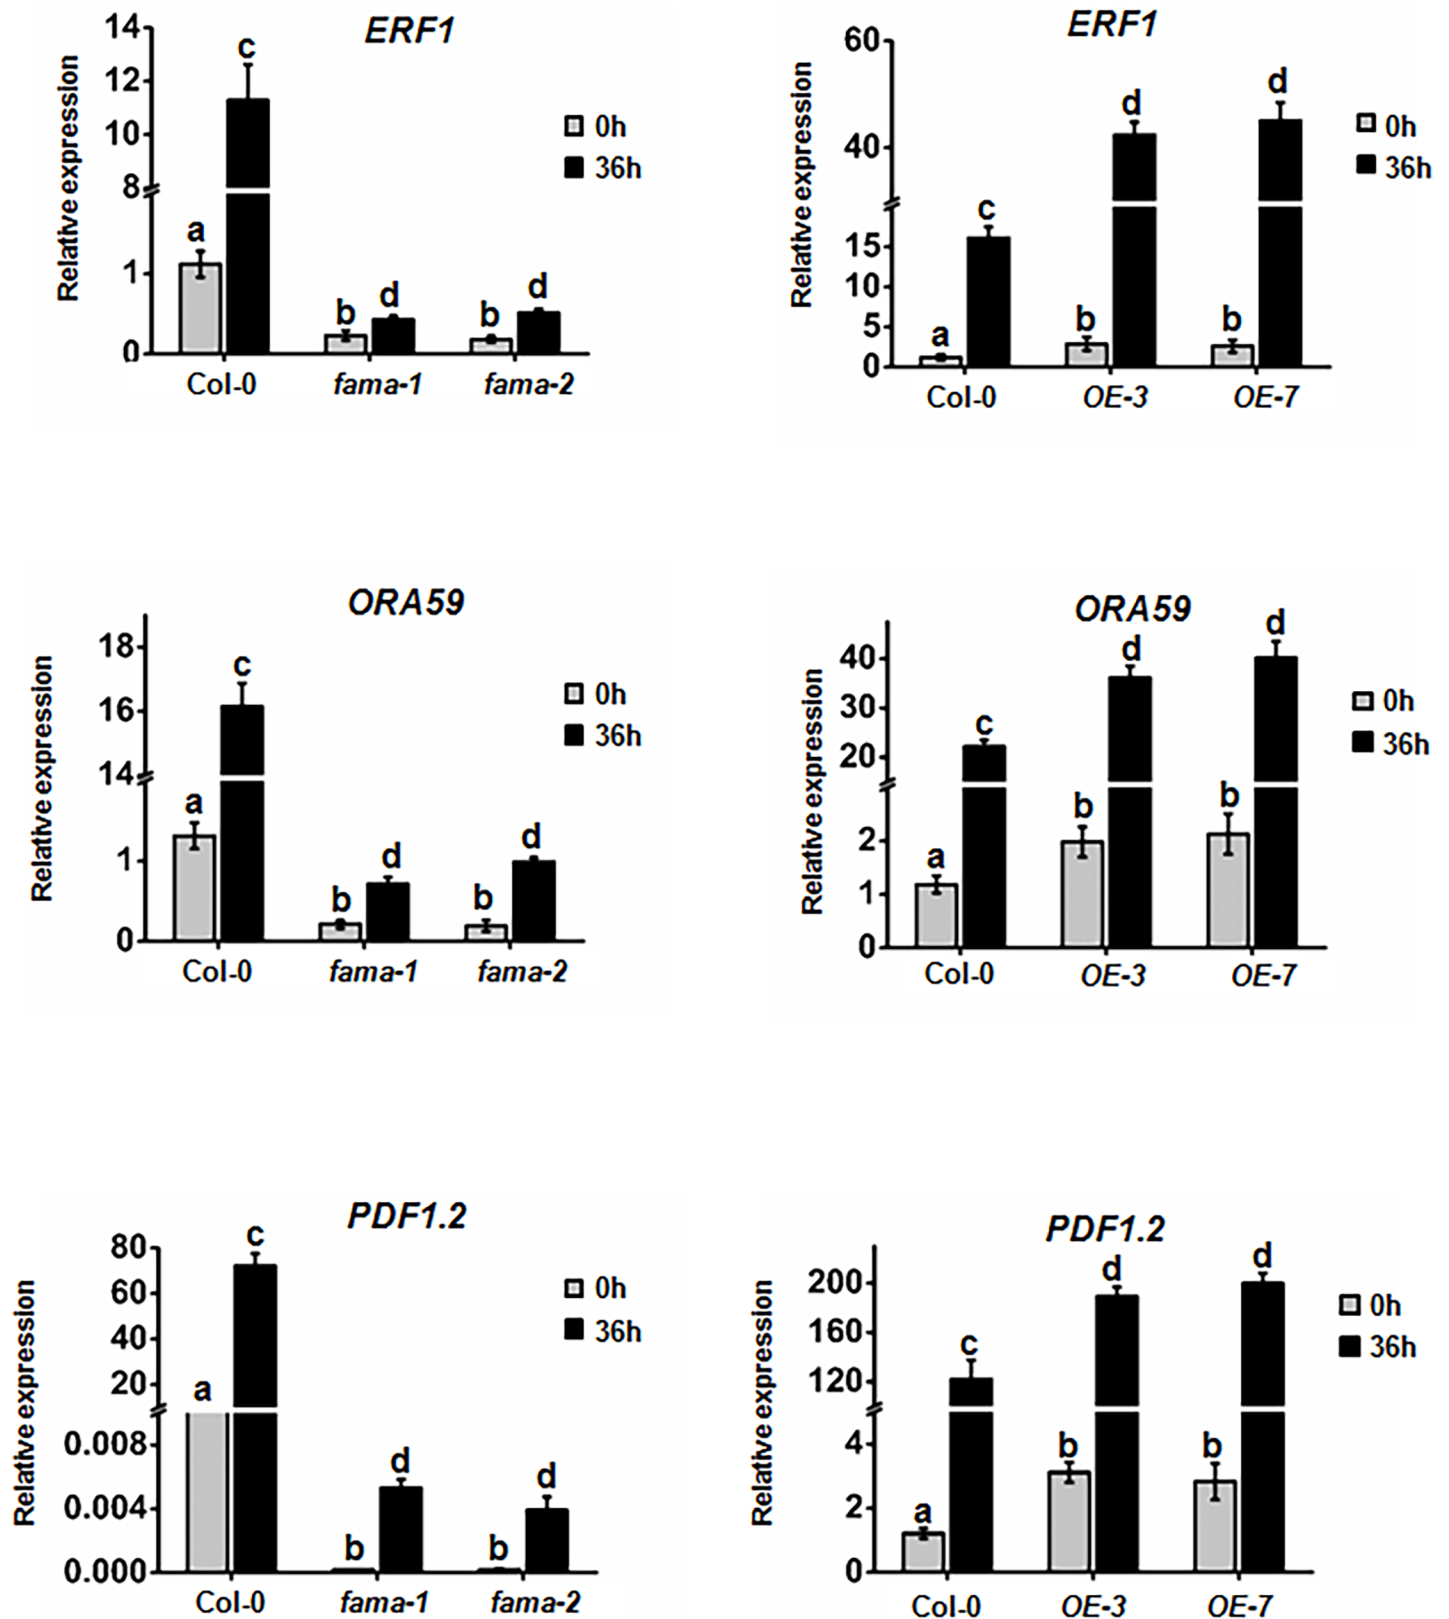 ERF1
Relative expression
14
12
10
8
1
0
c
a
b
d
b
d
0h
36h
Col-0 fama-1 fama-2
ERF1
Relative expression
60
40
15
10
5
0
a
c
b
d
b
d
0h
36h
Col-0 OE-3 OE-7
ORA59
Relative expression
18
16
14
1
0
a
c
b
d
b
d
0h
36h
Col-0 fama-1 fama-2
ORA59
Relative expression
40
30
20
2
1
0
a
c
b
d
b
d
0h
36h
Col-0 OE-3 OE-7
PDF1.2
Relative expression
80
60
40
20
0.008
0.004
0.000
a
c
b
d
b
d
0h
36h
Col-0 fama-1 fama-2
PDF1.2
Relative expression
200
160
120
4
2
0
a
c
b
d
b
d
0h
36h
Col-0 OE-3 OE-7